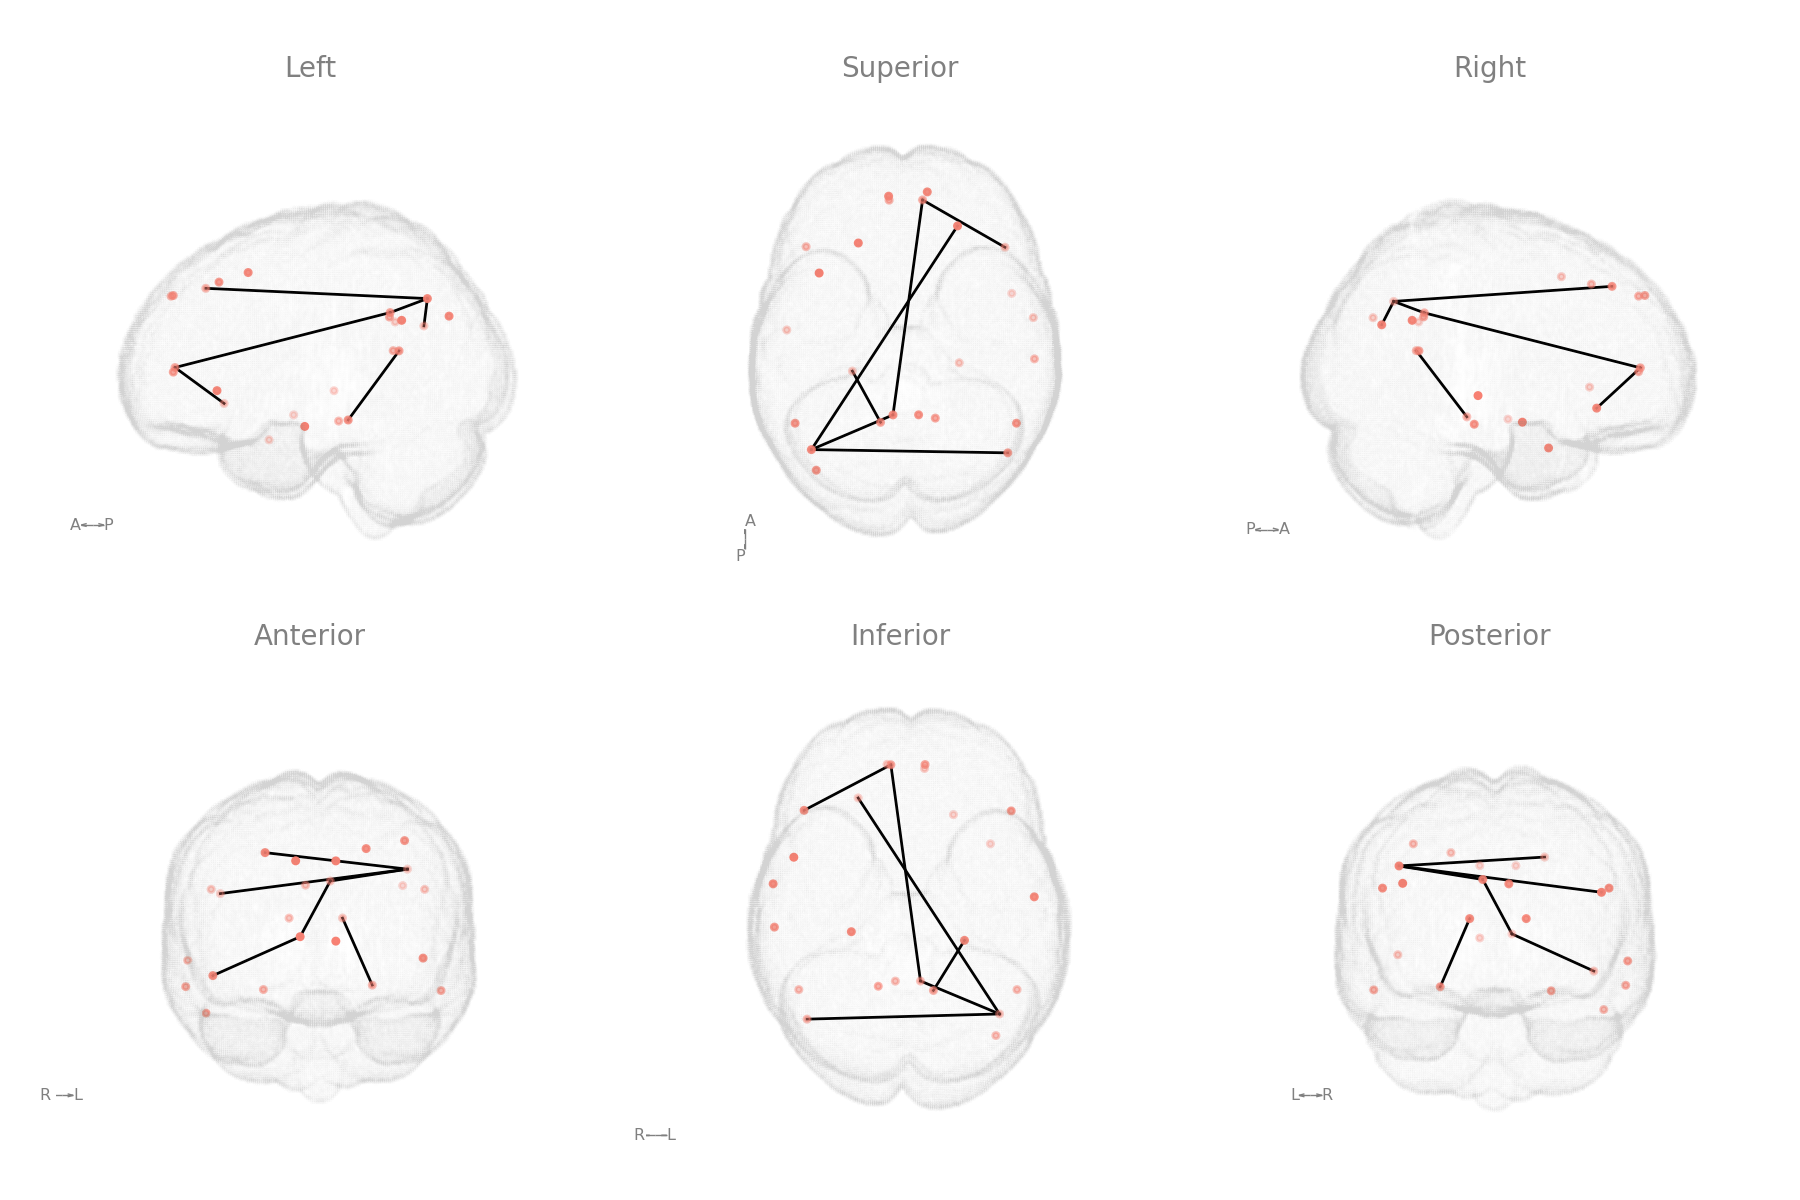 Left
Superior
Right
A P
A
P
P A
Anterior
Inferior
Posterior
R L
R L
L R